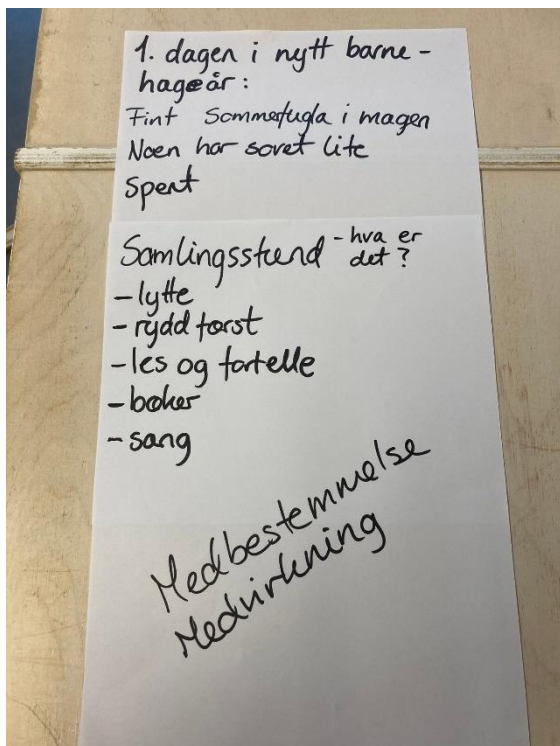 1. dagen i nytt barne-
hageår:
Fint Sommerfugla i magen
Noen har sovet lite
Spent
Samlingsstund - hva er
det?
- lytte
- rydd først
- les og fortelle
- bøker
- sang
Medbestemmelse
Medvirkning